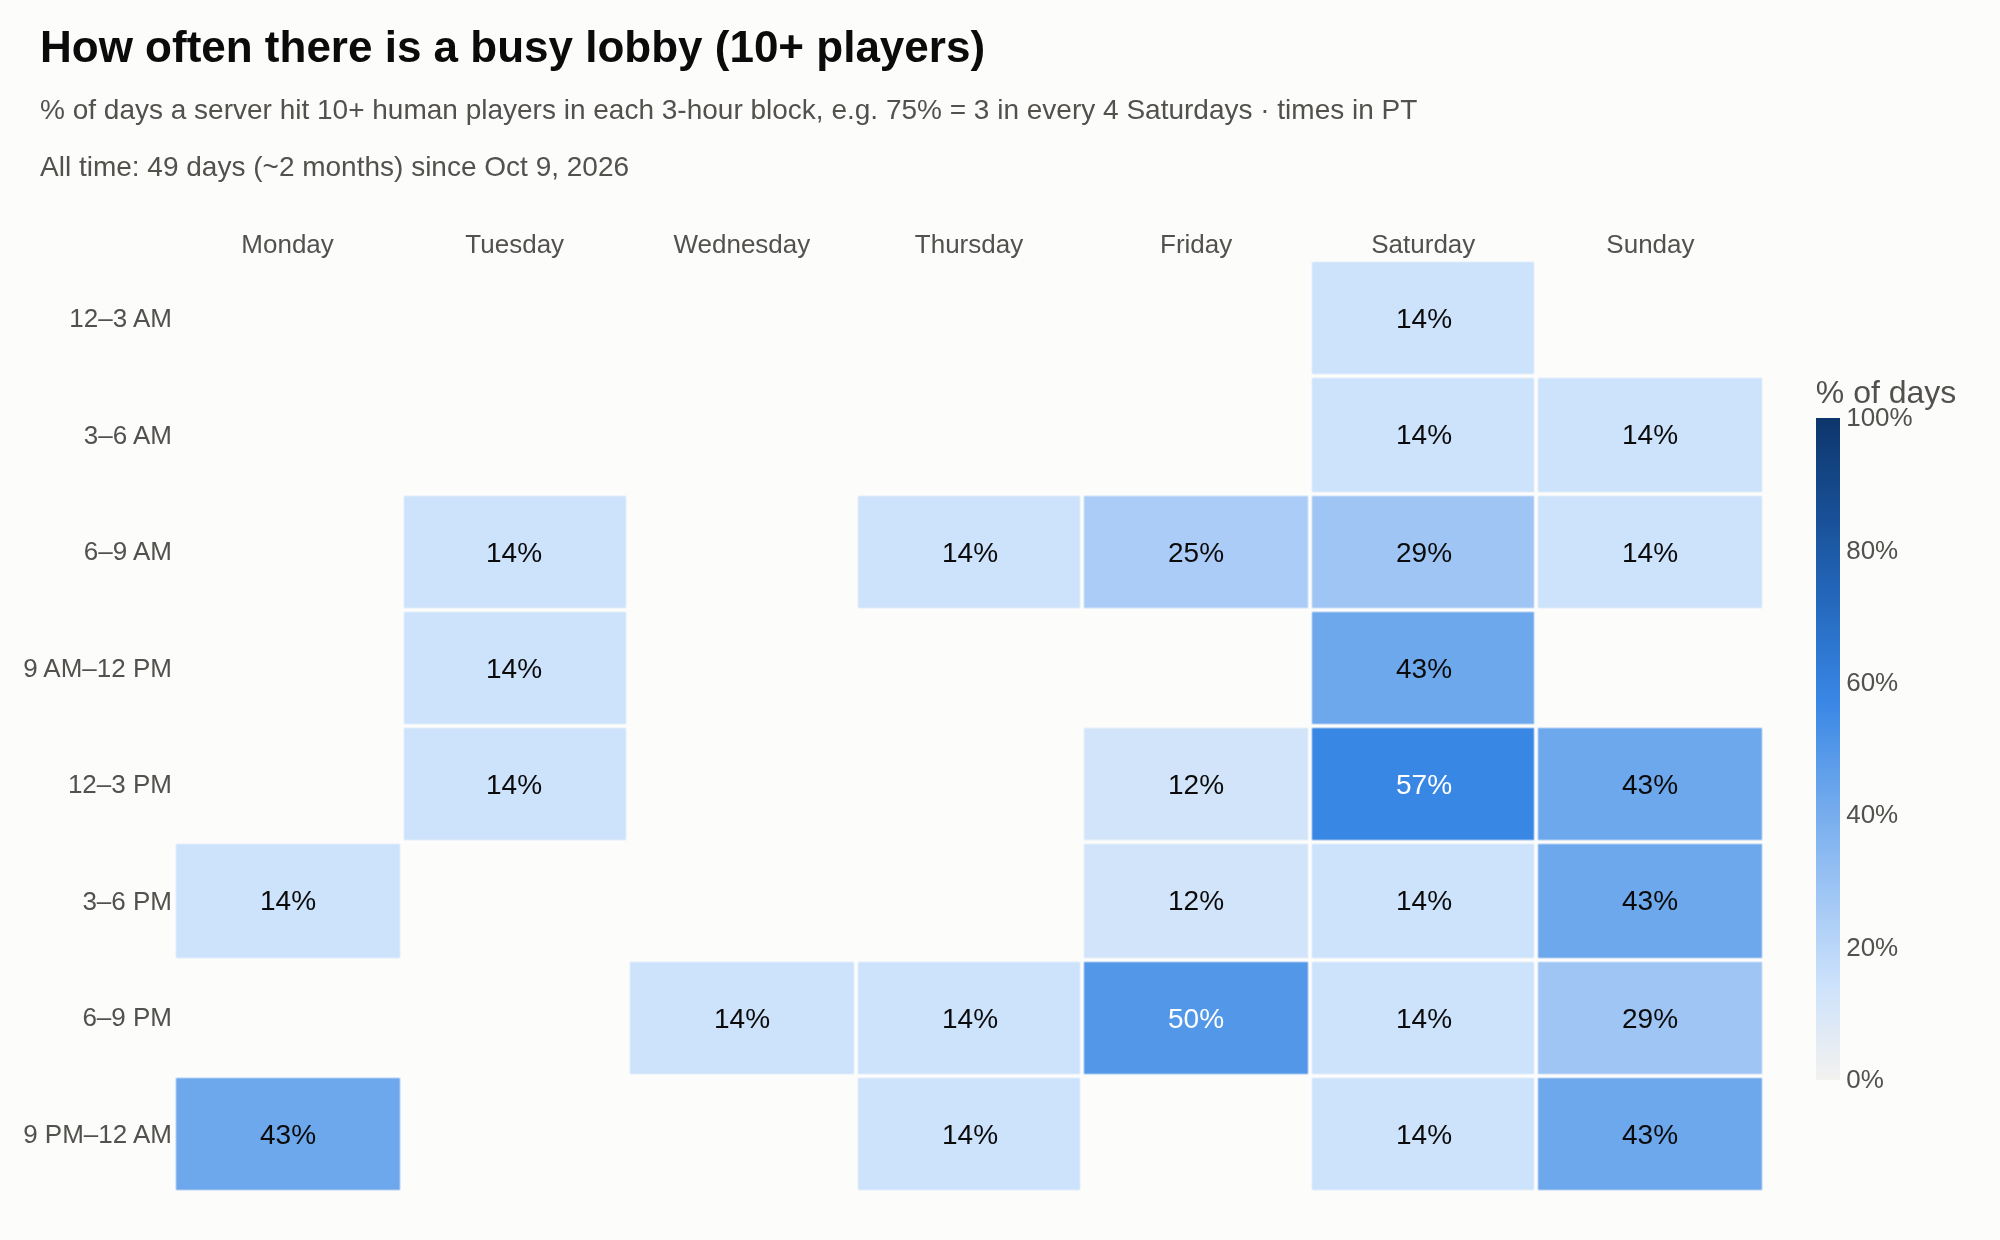 How often there is a busy lobby (10+ players)
% of days a server hit 10+ human players in each 3-hour block, e.g. 75% = 3 in every 4 Saturdays · times in PT
All time: 49 days (~2 months) since Oct 9, 2026
Monday Tuesday Wednesday Thursday Friday Saturday Sunday
12–3 AM 14%
% of days
100%
3–6 AM 14% 14%
6–9 AM 14% 14% 25% 29% 14%
80%
9 AM–12 PM 14% 43%
60%
12–3 PM 14% 12% 57% 43%
40%
3–6 PM 14% 12% 14% 43%
20%
6–9 PM 14% 14% 50% 14% 29%
0%
9 PM–12 AM 43% 14% 14% 43%